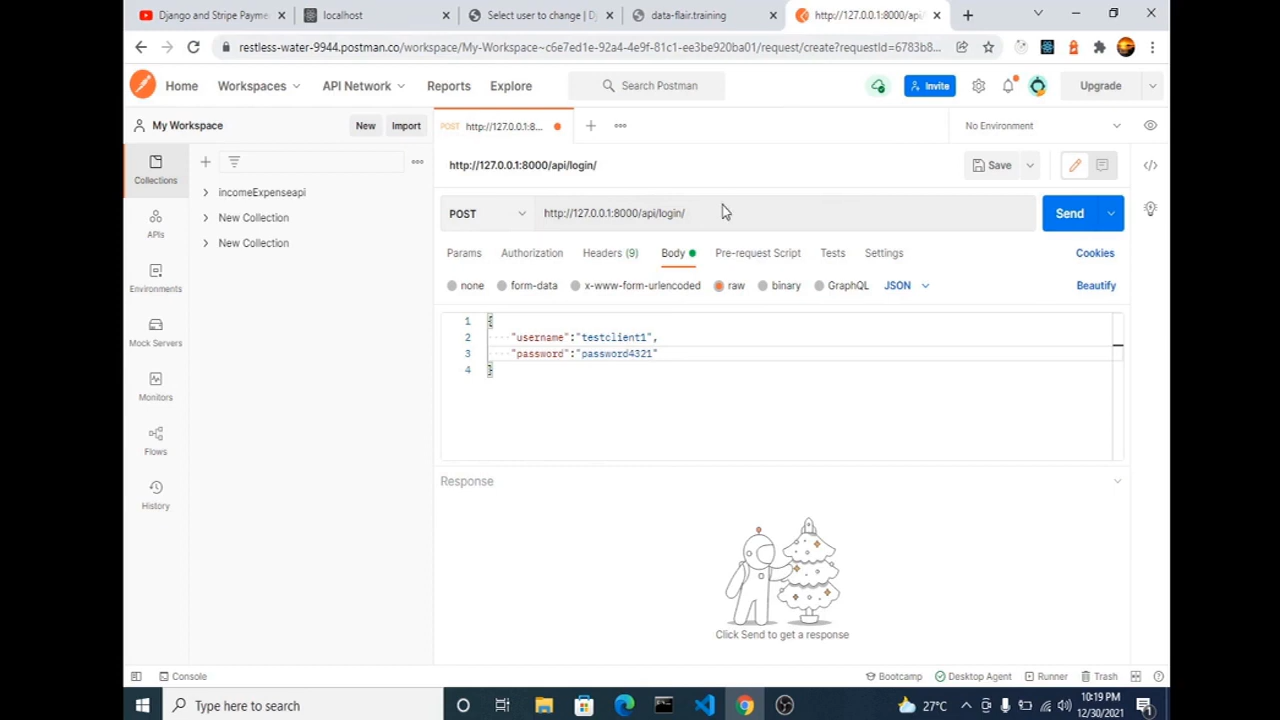 Django and Stripe Payme
localhost
Select user to change | Dj
data-flair.training
http://127.0.0.1:8000/api/
restless-water-9944.postman.co/workspace/My-Workspace~c6e7ed1e-92a4-4e9f-81c1-ee3be920ba01/request/create?requestId=6783b8...
Home
Workspaces
API Network
Reports
Explore
Search Postman
Invite
Upgrade
My Workspace
New
Import
POST http://127.0.0.1:8...
No Environment
http://127.0.0.1:8000/api/login/
Save
Collections
APIs
Environments
Mock Servers
Monitors
Flows
History
incomeExpenseapi
New Collection
New Collection
POST
http://127.0.0.1:8000/api/login/
Send
Params
Authorization
Headers (9)
Body
Pre-request Script
Tests
Settings
Cookies
none
form-data
x-www-form-urlencoded
raw
binary
GraphQL
JSON
Beautify
1 {
2 "username":"testclient1",
3 "password":"password4321"
4 }
Response
Click Send to get a response
Console
Bootcamp
Desktop Agent
Runner
Trash
Type here to search
27°C
10:19 PM
12/30/2021
1